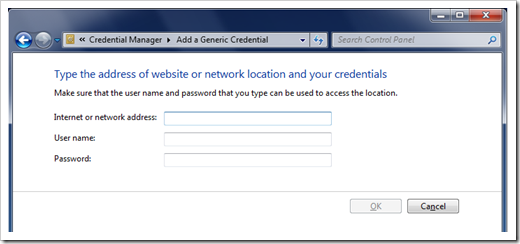 « Credential Manager ▸ Add a Generic Credential
Search Control Panel
Type the address of website or network location and your credentials
Make sure that the user name and password that you type can be used to access the location.
Internet or network address:
User name:
Password:
OK
Cancel